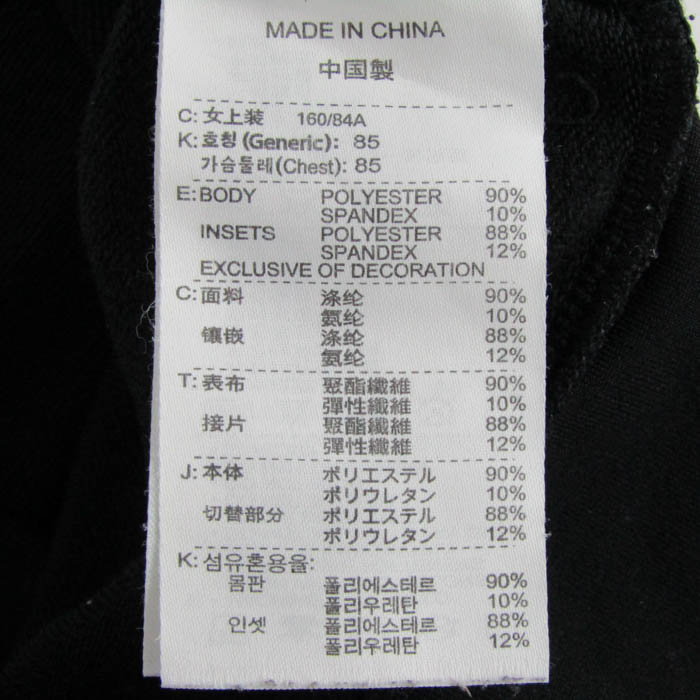 MADE IN CHINA
中国製
C: 女上装 160/84A
K: 호칭 (Generic): 85
가슴둘레(Chest): 85
E: BODY POLYESTER 90%
SPANDEX 10%
INSETS POLYESTER 88%
SPANDEX 12%
EXCLUSIVE OF DECORATION
C: 面料 涤纶 90%
氨纶 10%
镶嵌 涤纶 88%
氨纶 12%
T: 表布 聚酯纖維 90%
彈性纖維 10%
接片 聚酯纖維 88%
彈性纖維 12%
J: 本体 ポリエステル 90%
ポリウレタン 10%
切替部分 ポリエステル 88%
ポリウレタン 12%
K: 섬유혼용율:
몸판 폴리에스테르 90%
폴리우레탄 10%
인셋 폴리에스테르 88%
폴리우레탄 12%